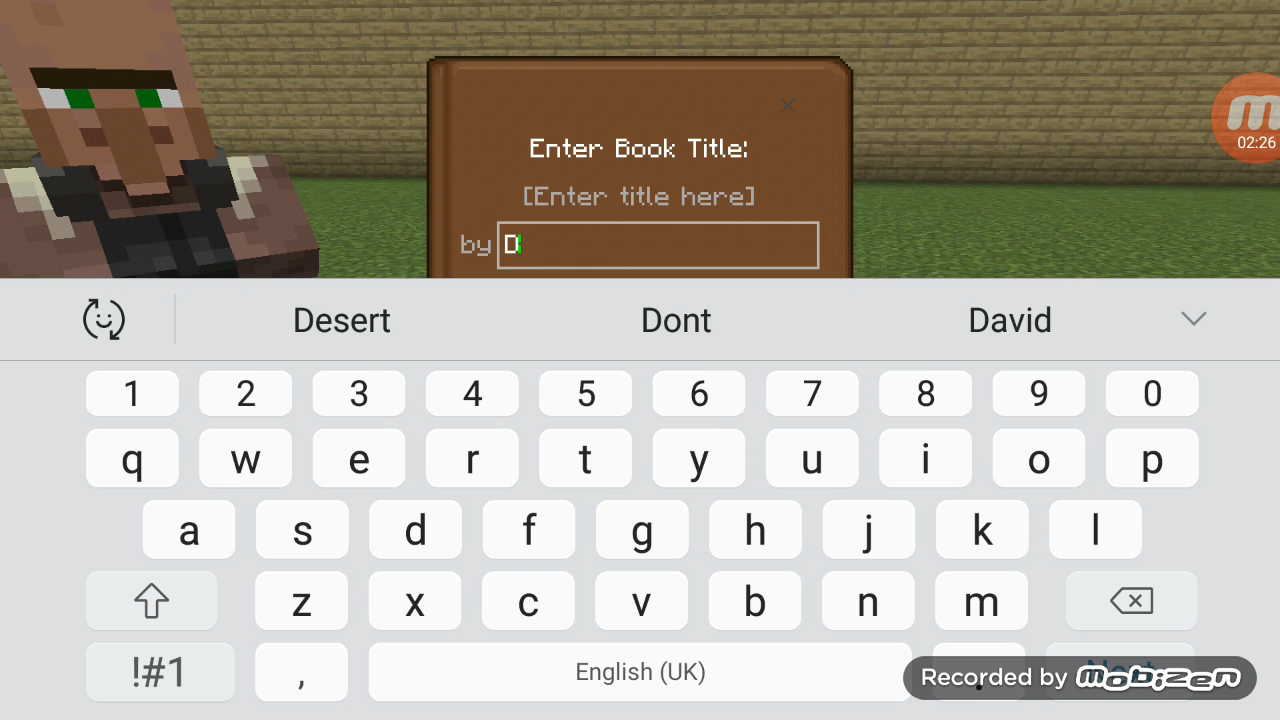 Enter Book Title:
[Enter title here]
by D
02:26
Desert Dont David
1 2 3 4 5 6 7 8 9 0
q w e r t y u i o p
a s d f g h j k l
z x c v b n m
!#1 , English (UK) .
Recorded by mobizen